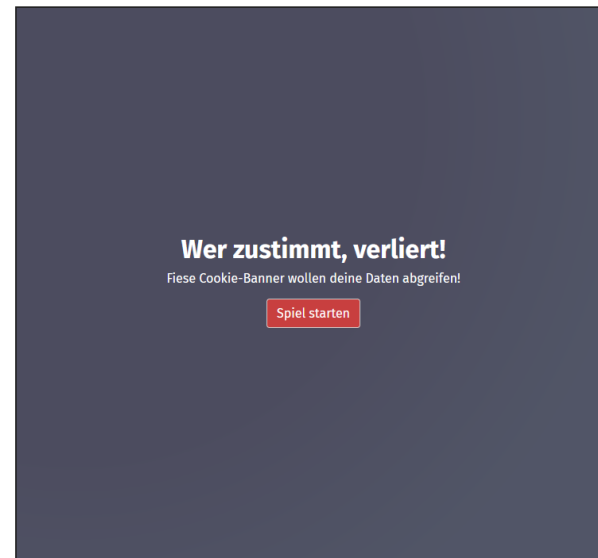 Wer zustimmt, verliert!
Fiese Cookie-Banner wollen deine Daten abgreifen!
Spiel starten